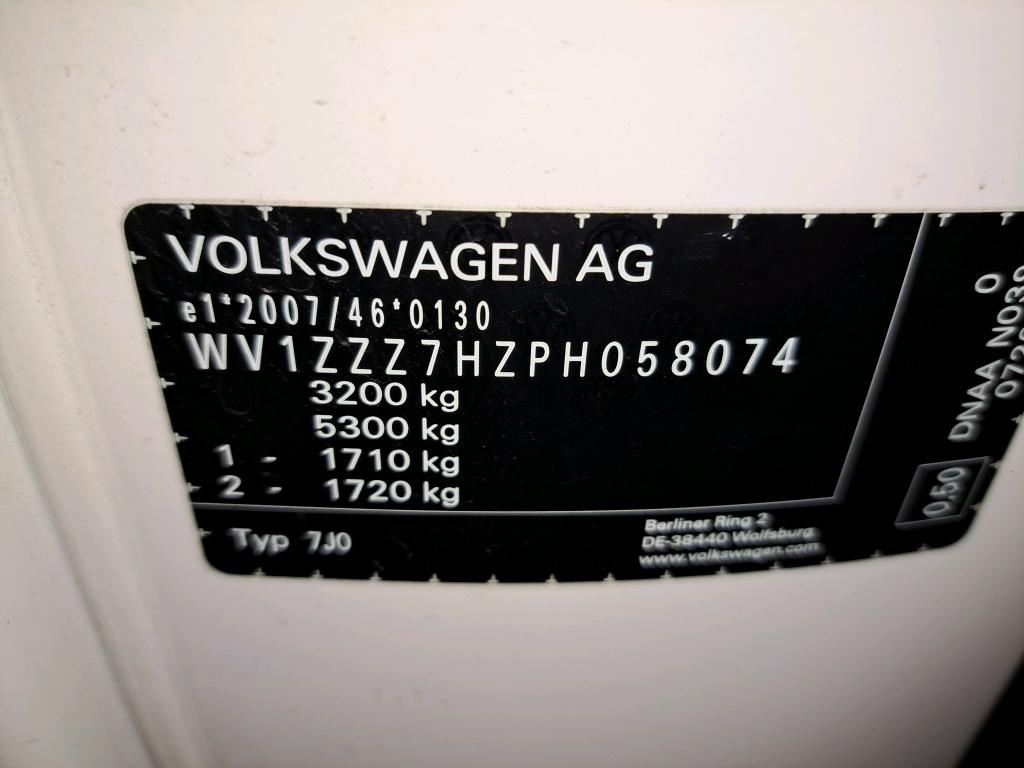 VOLKSWAGEN AG
e1*2007/46*0130
WV1ZZZ7HZPH058074
3200 kg
5300 kg
1 - 1710 kg
2 - 1720 kg
Typ 7J0
Berliner Ring 2
DE-38440 Wolfsburg
www.volkswagen.com
0.50
DNAA N030